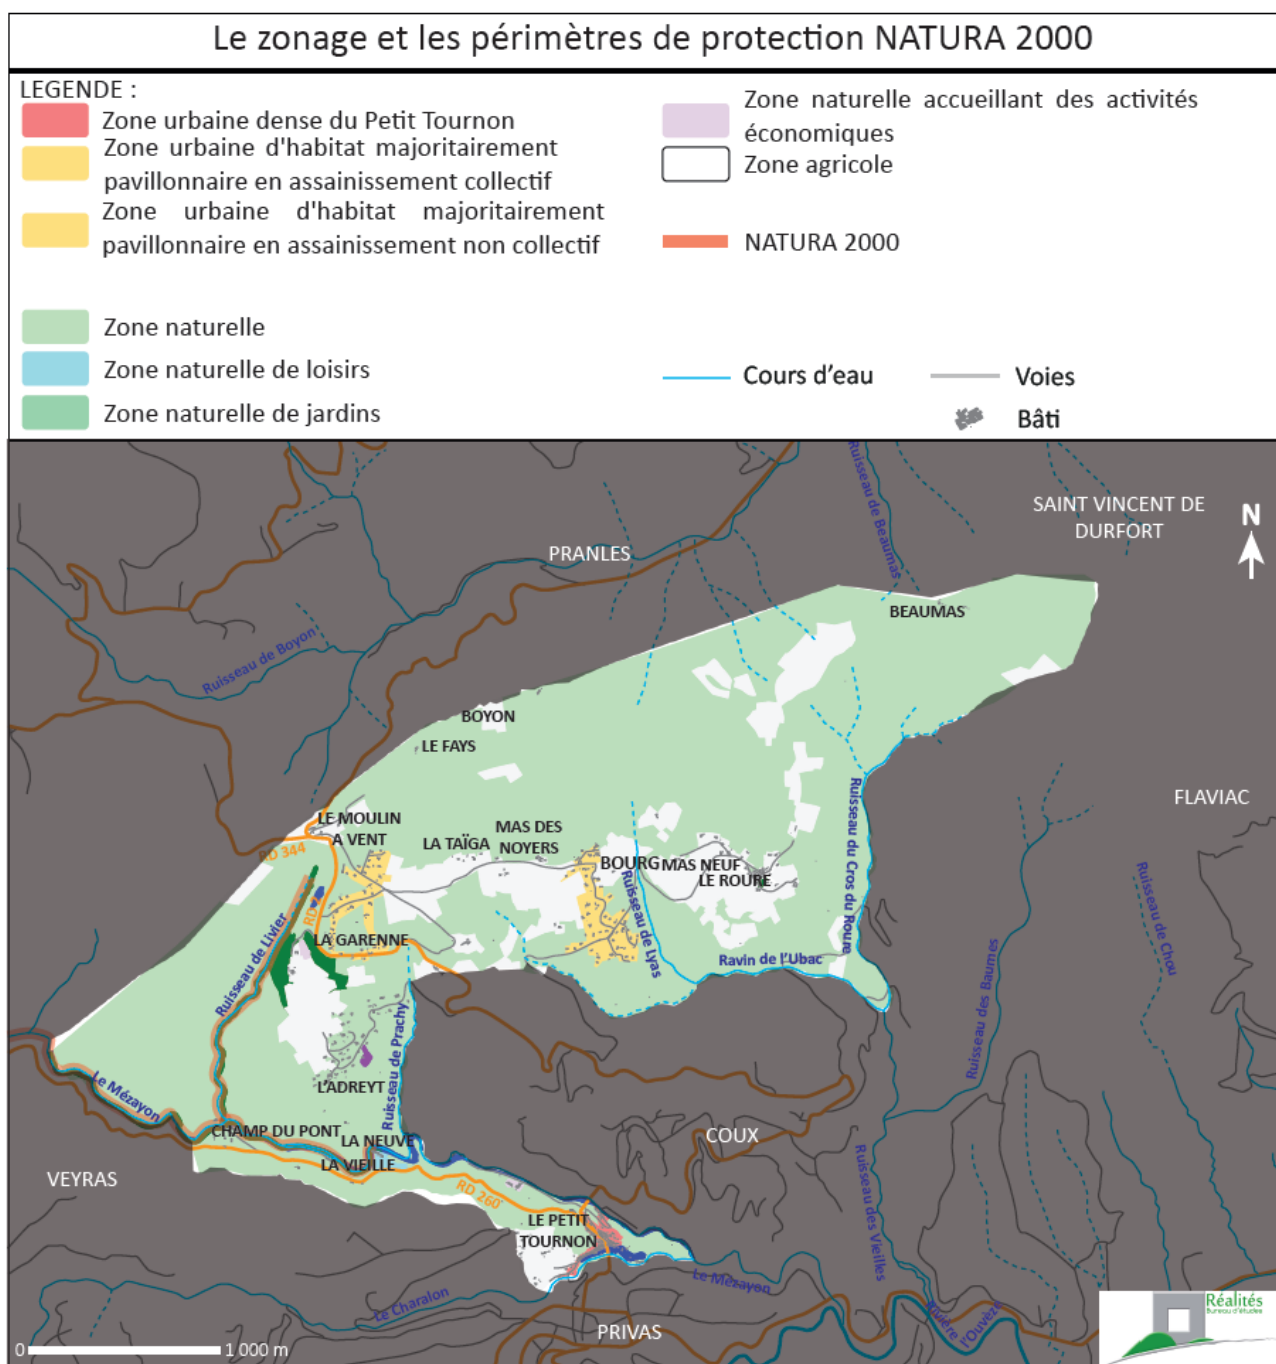 Le zonage et les périmètres de protection NATURA 2000
LEGENDE :
Zone urbaine dense du Petit Tournon
Zone urbaine d'habitat majoritairement
pavillonnaire en assainissement collectif
Zone urbaine d'habitat majoritairement
pavillonnaire en assainissement non collectif
Zone naturelle
Zone naturelle de loisirs
Zone naturelle de jardins
Zone naturelle accueillant des activités
économiques
Zone agricole
NATURA 2000
Cours d'eau
Voies
Bâti
SAINT VINCENT DE
DURFORT
N
PRANLES
Ruisseau de Beaumas
BEAUMAS
Ruisseau de Boyon
BOYON
LE FAYS
FLAVIAC
LE MOULIN
A VENT
RD 344
LA TAÏGA
MAS DES
NOYERS
BOURG
MAS NEUF
LE ROURE
Ruisseau du Cros du Roure
Ruisseau de Lyas
Ruisseau de Chou
RD
LA GARENNE
Ruisseau de Livier
Ravin de l'Ubac
Ruisseau des Baumes
Ruisseau de Prachy
L'ADREYT
Le Mézayon
CHAMP DU PONT
LA NEUVE
LA VIEILLE
COUX
VEYRAS
RD 260
LE PETIT
TOURNON
Ruisseau des Vieilles
Le Mézayon
Le Charalon
Rivière l'Ouvèze
PRIVAS
0
1 000 m
Réalités
Bureau d'études